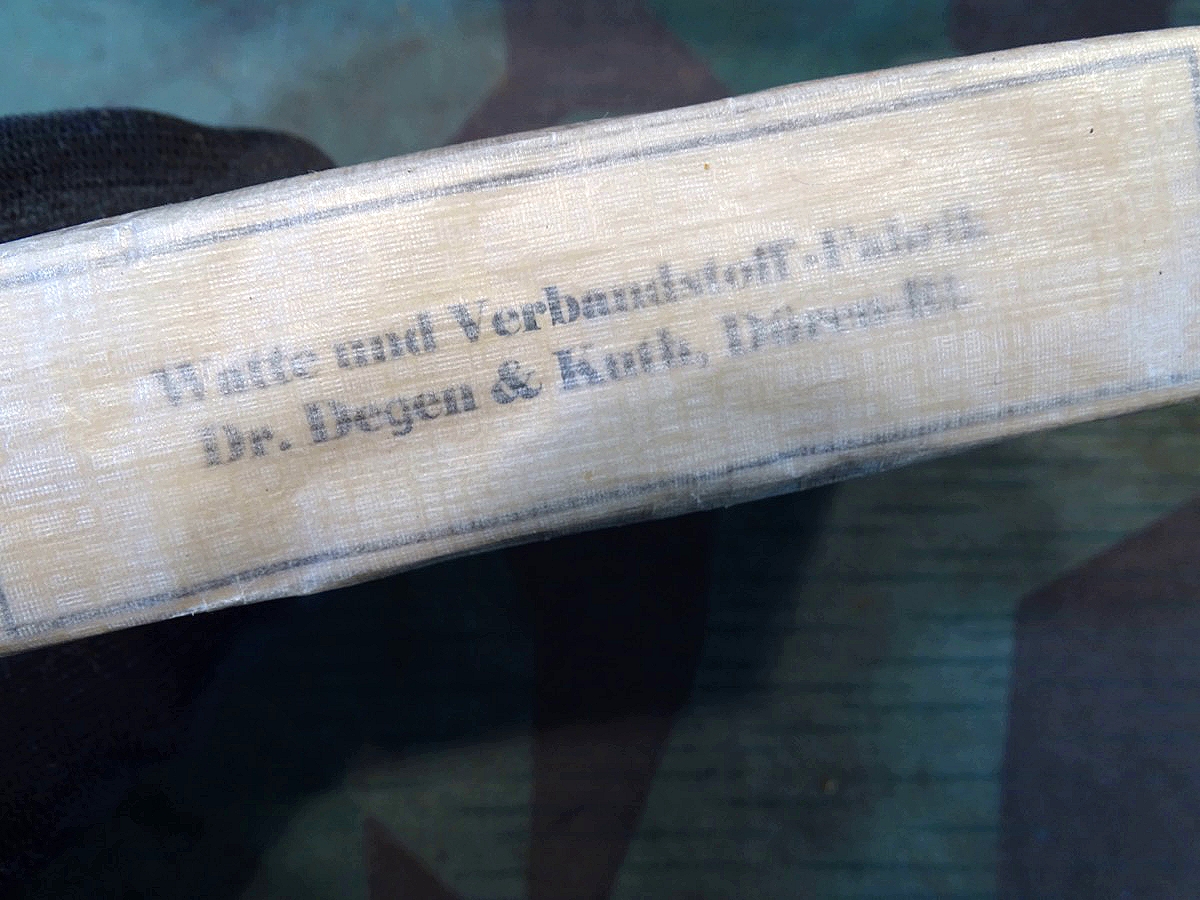 Watte und Verbandstoff-Fabrik
Dr. Degen & Kuth, Düren-Rhl.